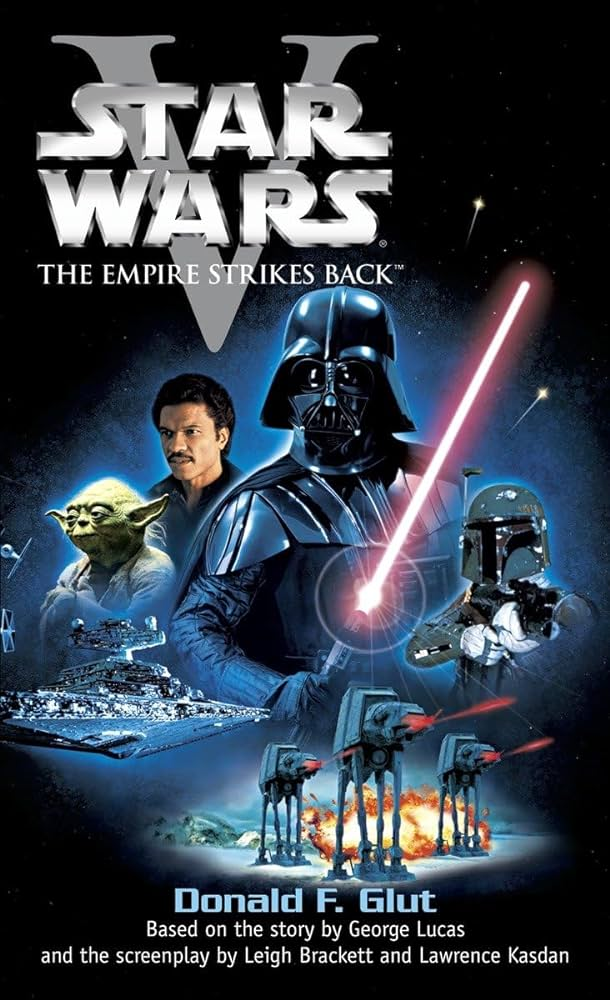 V
STAR
WARS®
THE EMPIRE STRIKES BACK™
Donald F. Glut
Based on the story by George Lucas
and the screenplay by Leigh Brackett and Lawrence Kasdan